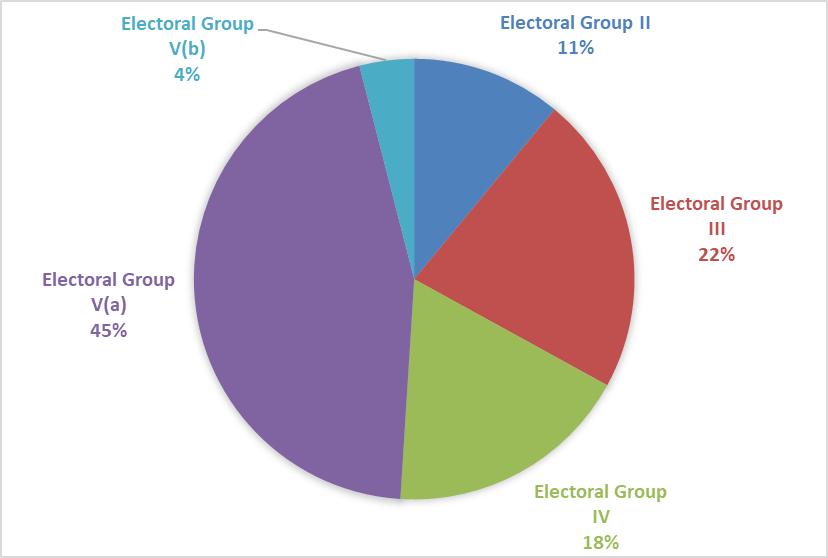 Electoral Group
V(b)
4%
Electoral Group II
11%
Electoral Group
III
22%
Electoral Group
V(a)
45%
Electoral Group
IV
18%